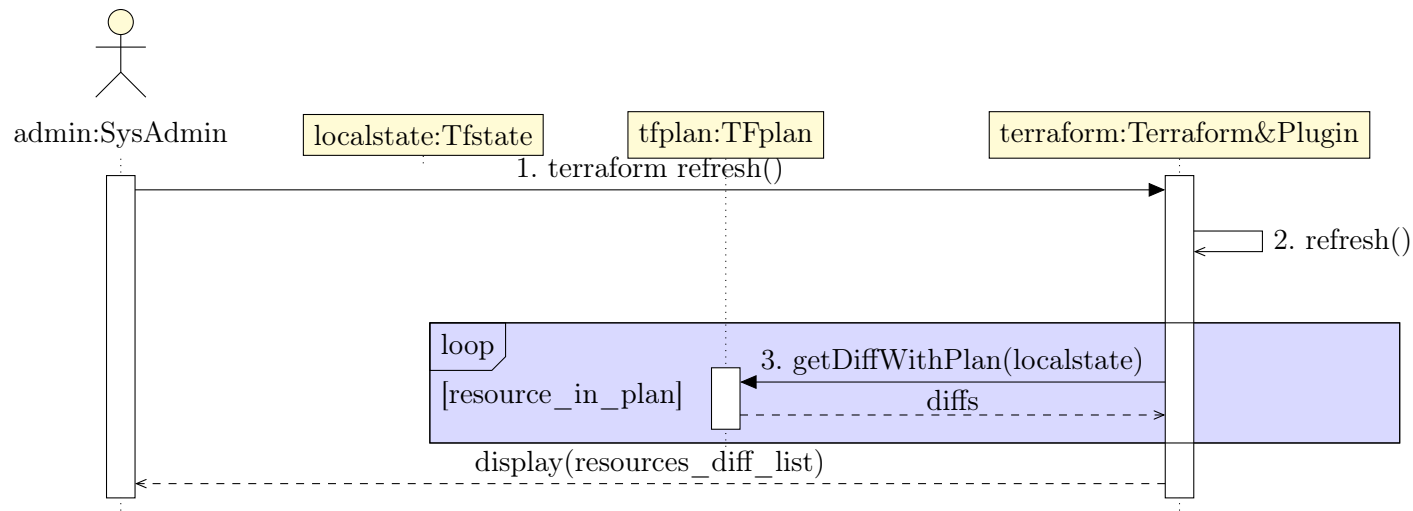 admin:SysAdmin
localstate:Tfstate
tfplan:TFplan
terraform:Terraform&Plugin
1. terraform refresh()
2. refresh()
loop
3. getDiffWithPlan(localstate)
[resource_in_plan]
diffs
display(resources_diff_list)